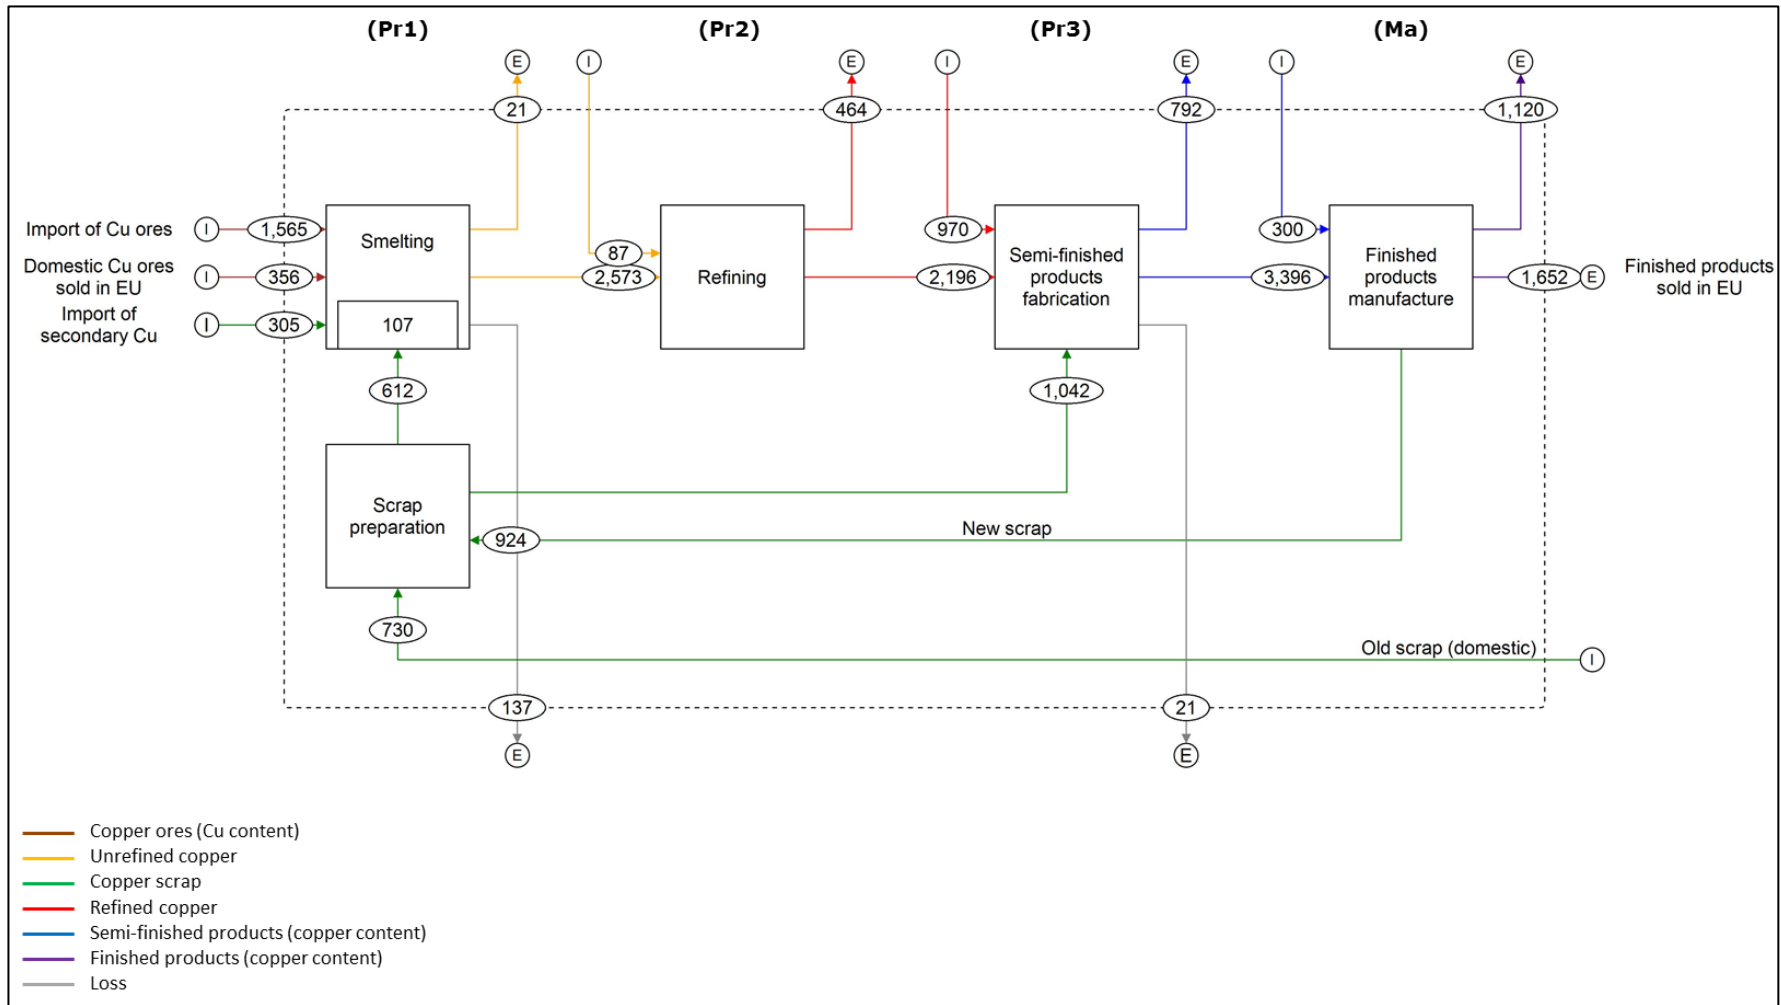 (Pr1)
(Pr2)
(Pr3)
(Ma)
E
I
E
I
E
I
E
21
464
792
1,120
Import of Cu ores
I
1,565
Smelting
87
970
300
Domestic Cu ores
sold in EU
I
356
2,573
Refining
2,196
Semi-finished
products
fabrication
3,396
Finished
products
manufacture
1,652
E
Finished products
sold in EU
Import of
secondary Cu
I
305
107
612
1,042
Scrap
preparation
924
New scrap
730
Old scrap (domestic)
I
137
21
E
E
Copper ores (Cu content)
Unrefined copper
Copper scrap
Refined copper
Semi-finished products (copper content)
Finished products (copper content)
Loss